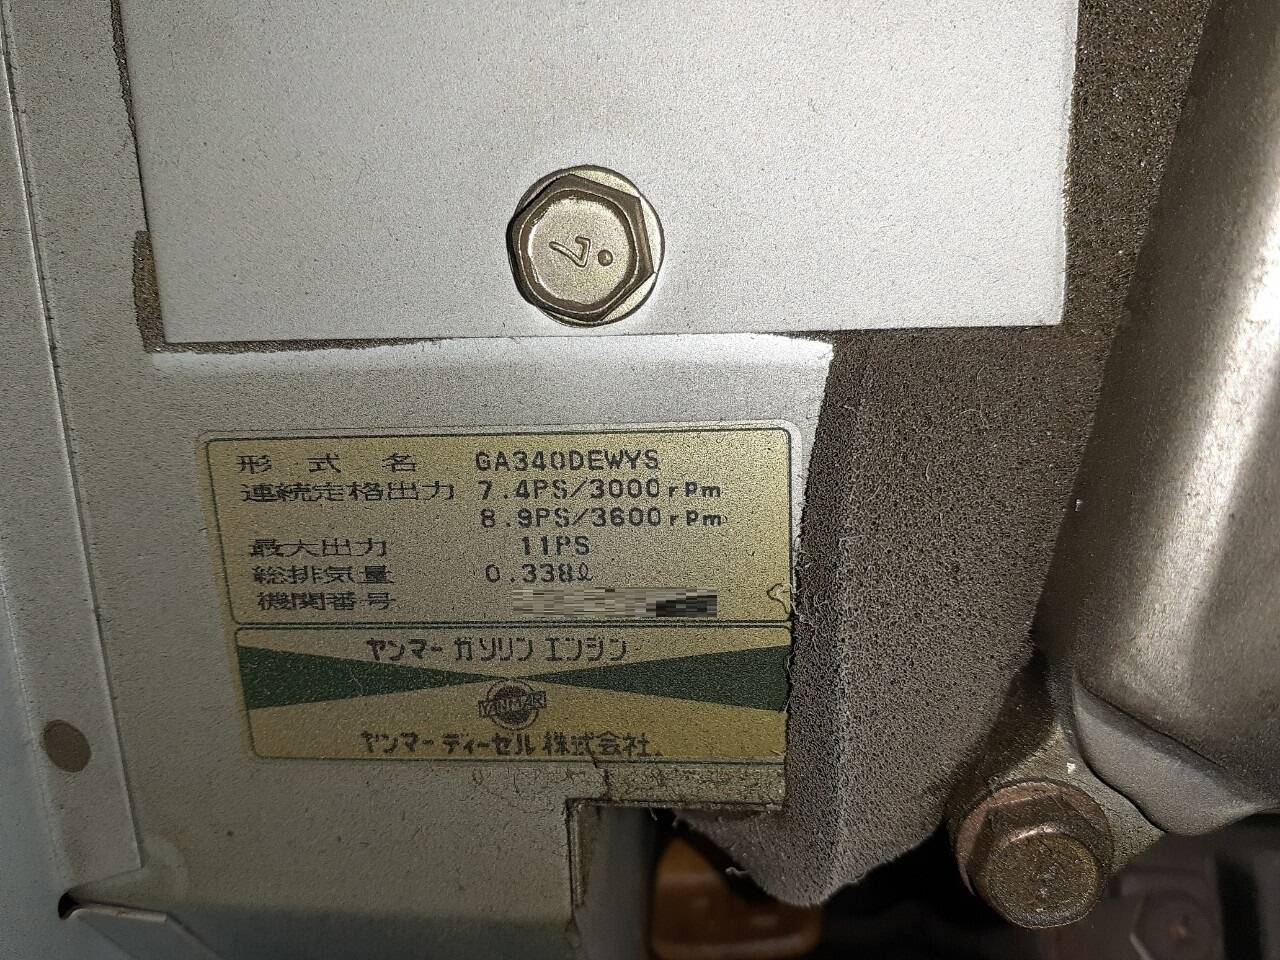 7
形式名 GA340DEWYS
連続定格出力 7.4PS/3000rpm
8.9PS/3600rpm
最大出力 11PS
総排気量 0.338ℓ
機関番号
ヤンマーガソリンエンジン
YANMAR
ヤンマーディーゼル株式会社